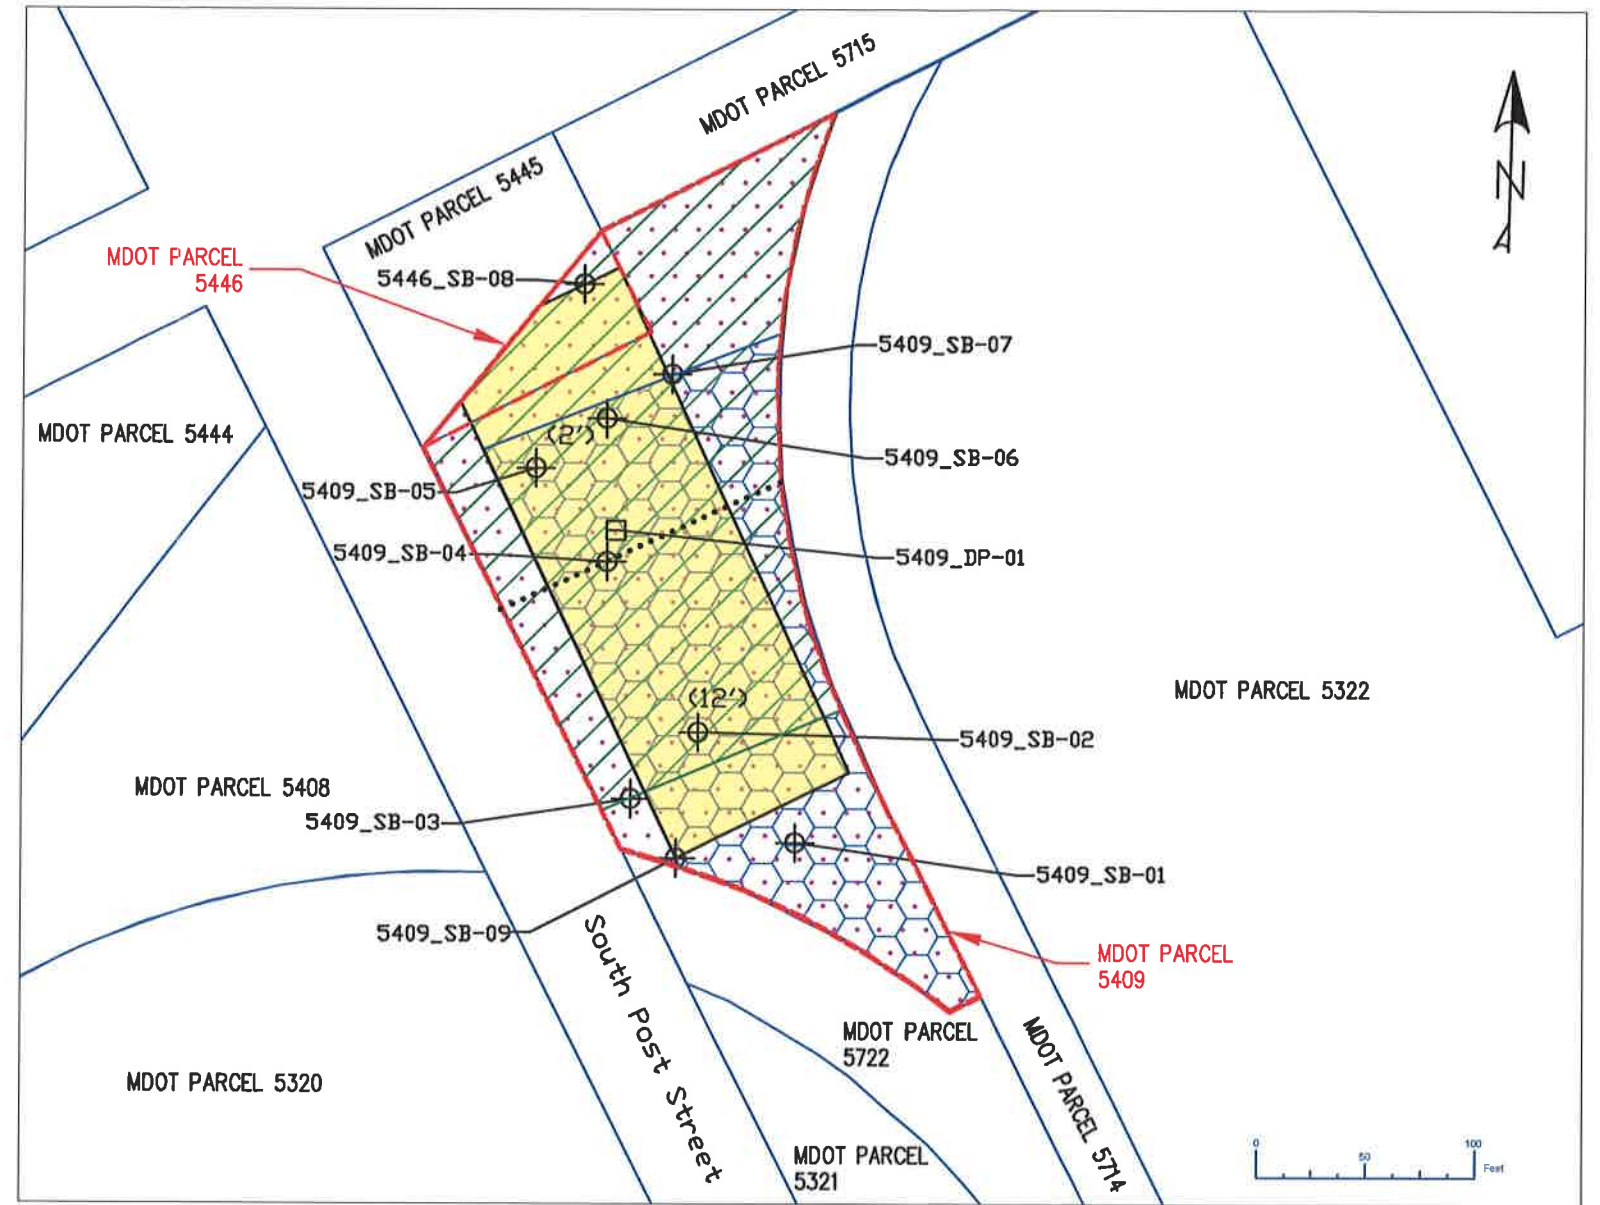 MDOT PARCEL 5715
MDOT PARCEL 5445
MDOT PARCEL
5446
5446_SB-08
N
5409_SB-07
MDOT PARCEL 5444
(2')
5409_SB-06
5409_SB-05
5409_SB-04
5409_DP-01
MDOT PARCEL 5322
(12')
5409_SB-02
MDOT PARCEL 5408
5409_SB-03
5409_SB-01
5409_SB-09
South Post Street
MDOT PARCEL
5409
MDOT PARCEL
5722
MDOT PARCEL 5714
MDOT PARCEL 5320
MDOT PARCEL
5321
0 50 100
Feet